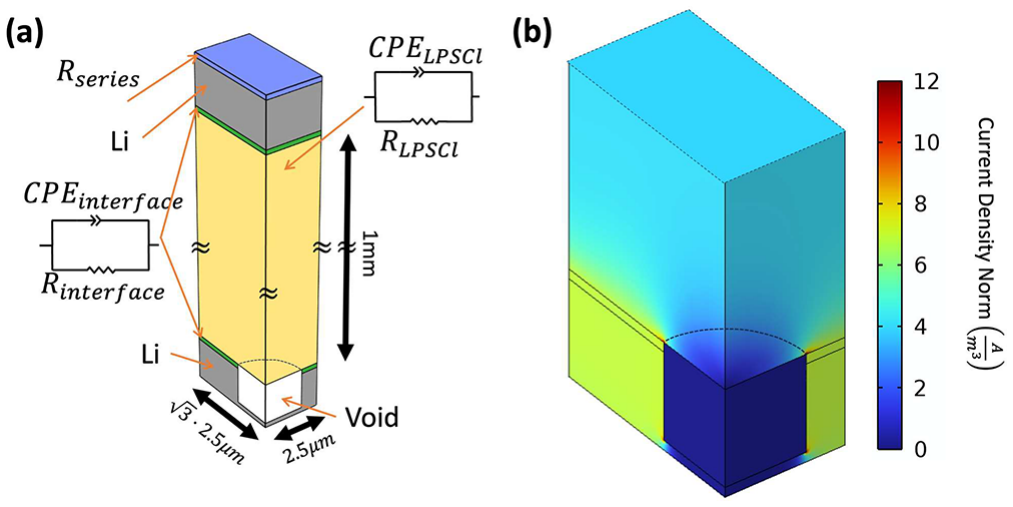 (a)
R_series
Li
CPE_LPSCl
R_LPSCl
CPE_interface
R_interface
≈ ≈ ≈ ≈
1mm
Li
Void
√3 · 2.5μm
2.5μm
(b)
12
10
8
6
4
2
0
Current Density Norm (A/m³)